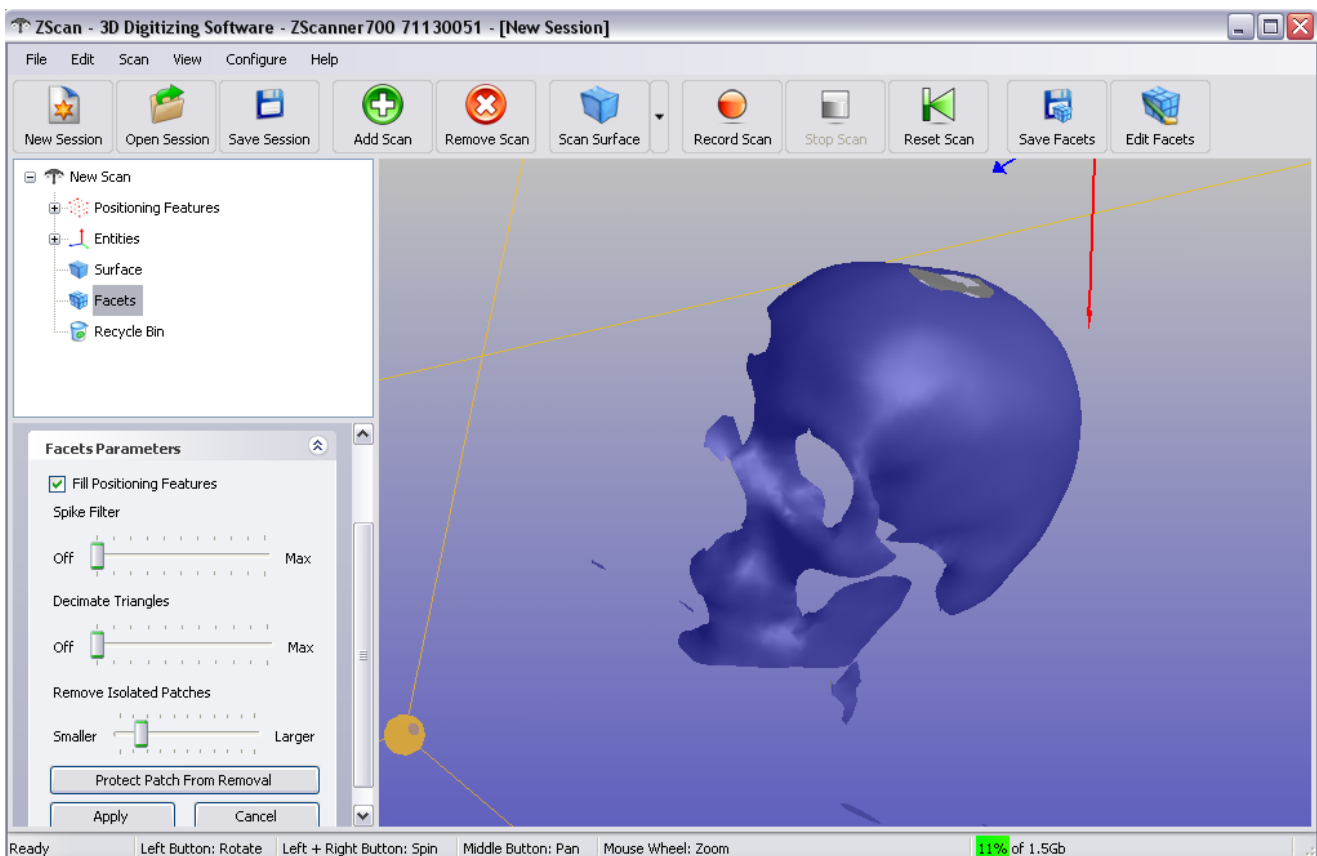 ZScan - 3D Digitizing Software - ZScanner700 71130051 - [New Session]
File Edit Scan View Configure Help
New Session Open Session Save Session Add Scan Remove Scan Scan Surface Record Scan Stop Scan Reset Scan Save Facets Edit Facets
New Scan
Positioning Features
Entities
Surface
Facets
Recycle Bin
Facets Parameters
Fill Positioning Features
Spike Filter
Off Max
Decimate Triangles
Off Max
Remove Isolated Patches
Smaller Larger
Protect Patch From Removal
Apply Cancel
Ready Left Button: Rotate Left + Right Button: Spin Middle Button: Pan Mouse Wheel: Zoom 11% of 1.5Gb